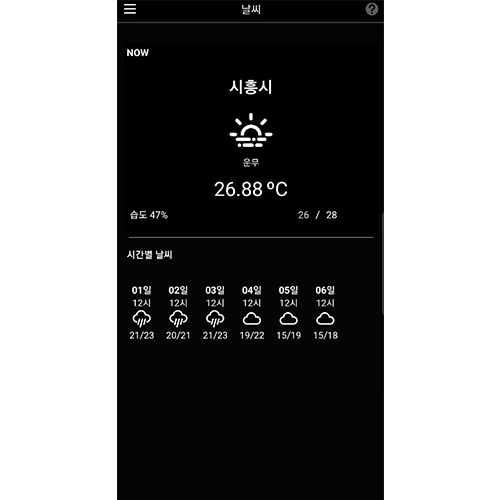 날씨
?
NOW
시흥시
운무
26.88 ºC
습도 47% 26 / 28
시간별 날씨
01일 02일 03일 04일 05일 06일
12시 12시 12시 12시 12시 12시
21/23 20/21 21/23 19/22 15/19 15/18